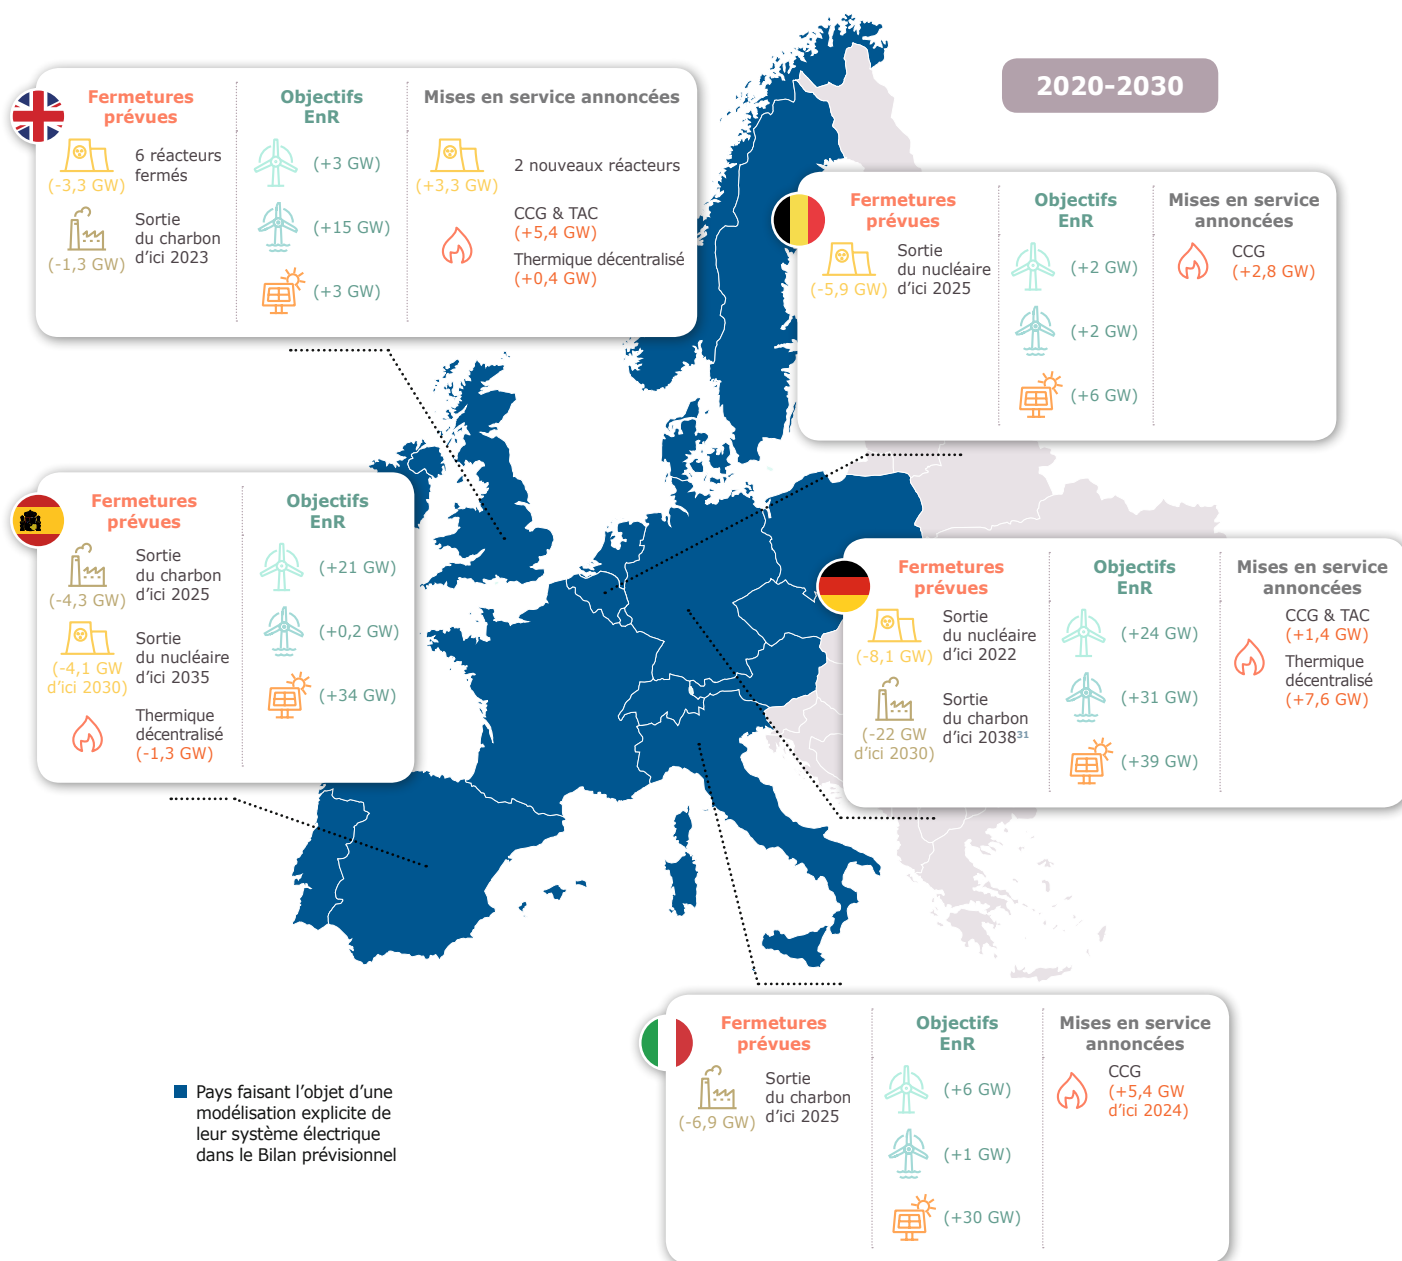 2020-2030
Fermetures
prévues
(-3,3 GW)
6 réacteurs
fermés
(-1,3 GW)
Sortie
du charbon
d'ici 2023
Objectifs
EnR
(+3 GW)
(+15 GW)
(+3 GW)
Mises en service annoncées
(+3,3 GW)
2 nouveaux réacteurs
CCG & TAC
(+5,4 GW)
Thermique décentralisé
(+0,4 GW)
Fermetures
prévues
(-5,9 GW)
Sortie
du nucléaire
d'ici 2025
Objectifs
EnR
(+2 GW)
(+2 GW)
(+6 GW)
Mises en service
annoncées
CCG
(+2,8 GW)
Fermetures
prévues
(-4,3 GW)
Sortie
du charbon
d'ici 2025
(-4,1 GW
d'ici 2030)
Sortie
du nucléaire
d'ici 2035
Thermique
décentralisé
(-1,3 GW)
Objectifs
EnR
(+21 GW)
(+0,2 GW)
(+34 GW)
Fermetures
prévues
(-8,1 GW)
Sortie
du nucléaire
d'ici 2022
(-22 GW
d'ici 2030)
Sortie
du charbon
d'ici 2038³¹
Objectifs
EnR
(+24 GW)
(+31 GW)
(+39 GW)
Mises en service
annoncées
CCG & TAC
(+1,4 GW)
Thermique
décentralisé
(+7,6 GW)
Fermetures
prévues
(-6,9 GW)
Sortie
du charbon
d'ici 2025
Objectifs
EnR
(+6 GW)
(+1 GW)
(+30 GW)
Mises en service
annoncées
CCG
(+5,4 GW
d'ici 2024)
Pays faisant l'objet d'une
modélisation explicite de
leur système électrique
dans le Bilan prévisionnel